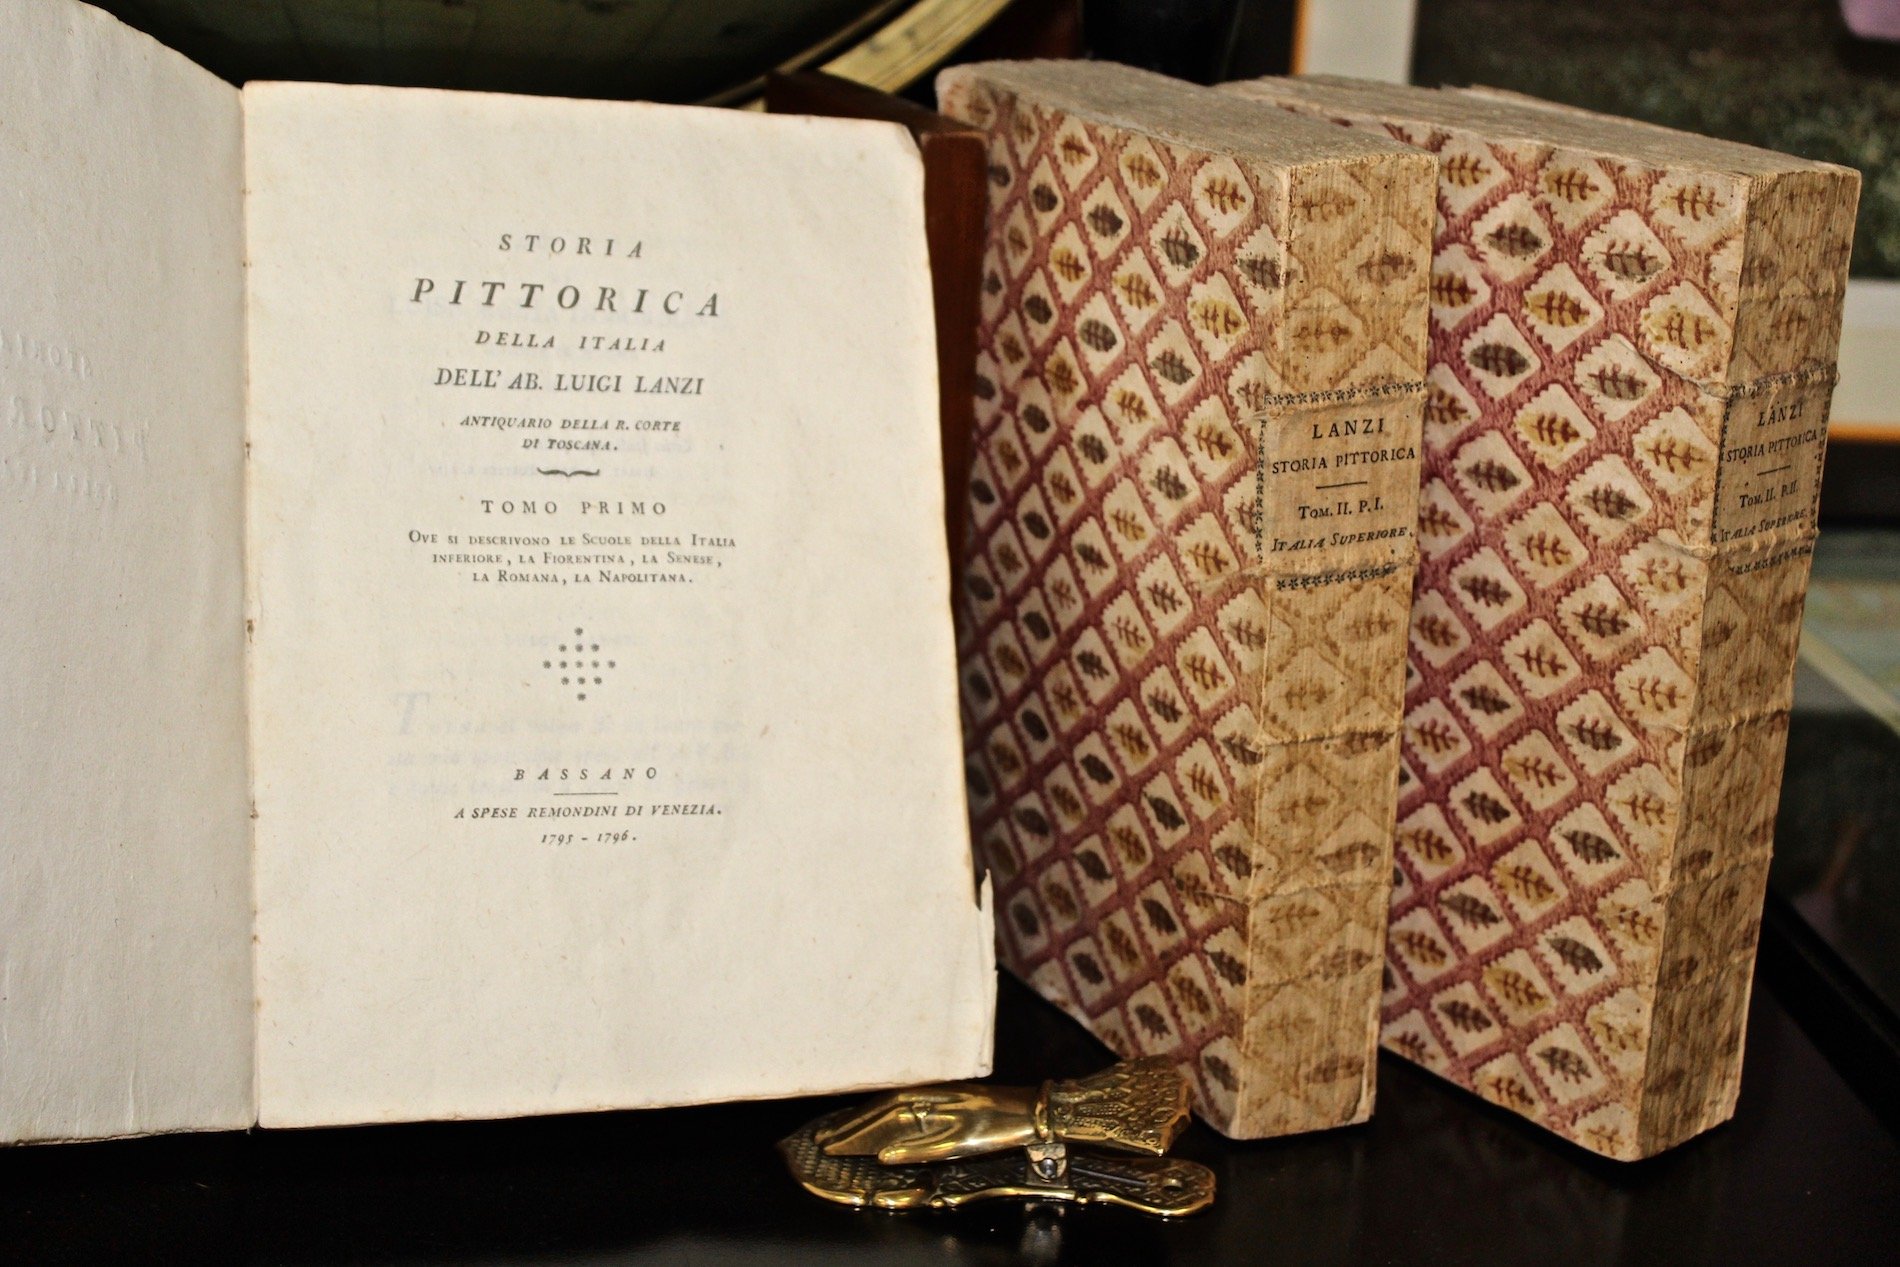 STORIA
PITTORICA
DELLA ITALIA
DELL' AB. LUIGI LANZI
ANTIQUARIO DELLA R. CORTE
DI TOSCANA.
TOMO PRIMO
OVE SI DESCRIVONO LE SCUOLE DELLA ITALIA
INFERIORE, LA FIORENTINA, LA SENESE,
LA ROMANA, LA NAPOLITANA.
BASSANO
A SPESE REMONDINI DI VENEZIA.
1795 - 1796.
LANZI
STORIA PITTORICA
TOM. II. P. I.
ITALIA SUPERIORE.
LANZI
STORIA PITTORICA
TOM. II. P. II.
ITALIA SUPERIORE.